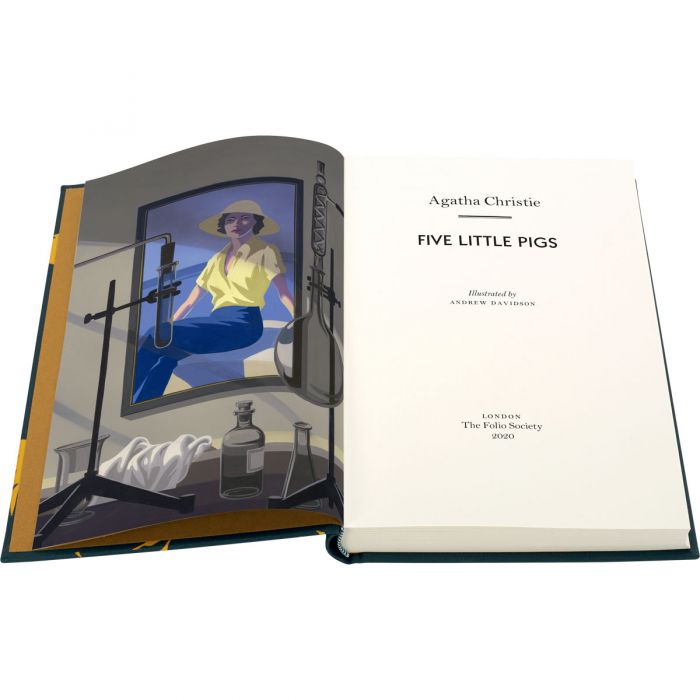 Agatha Christie
FIVE LITTLE PIGS
Illustrated by
ANDREW DAVIDSON
LONDON
The Folio Society
2020